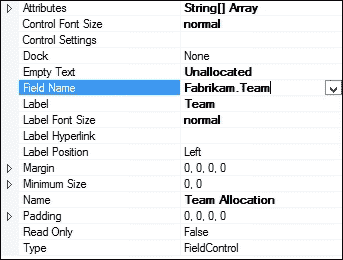 Attributes String[] Array
Control Font Size normal
Control Settings
Dock None
Empty Text Unallocated
Field Name Fabrikam.Team
Label Team
Label Font Size normal
Label Hyperlink
Label Position Left
Margin 0, 0, 0, 0
Minimum Size 0, 0
Name Team Allocation
Padding 0, 0, 0, 0
Read Only False
Type FieldControl